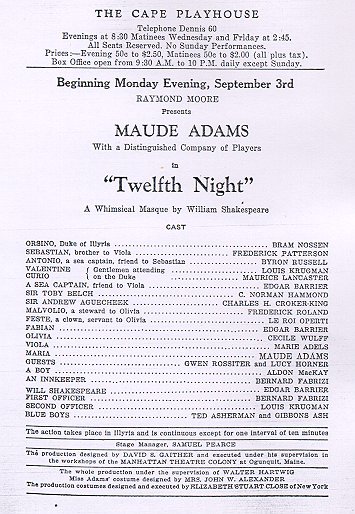 THE CAPE PLAYHOUSE
Telephone Dennis 60
Evenings at 8:30 Matinees Wednesday and Friday at 2:45.
All Seats Reserved. No Sunday Performances.
Prices:—Evening 50c to $2.50, Matinees 50c to $2.00 (all plus tax).
Box Office open from 9:30 A.M. to 10 P.M. daily except Sunday.
Beginning Monday Evening, September 3rd
RAYMOND MOORE
Presents
MAUDE ADAMS
With a Distinguished Company of Players
in
"Twelfth Night"
A Whimsical Masque by William Shakespeare
CAST
ORSINO, Duke of Illyria ........ BRAM NOSSEN
SEBASTIAN, brother to Viola ........ FREDERICK PATTERSON
ANTONIO, a sea captain, friend to Sebastian ........ BYRON RUSSELL
VALENTINE { Gentlemen attending ........ LOUIS KRUGMAN
CURIO { on the Duke ........ MAURICE LANCASTER
A SEA CAPTAIN, friend to Viola ........ EDGAR BARRIER
SIR TOBY BELCH ........ C. NORMAN HAMMOND
SIR ANDREW AGUECHEEK ........ CHARLES H. CROKER-KING
MALVOLIO, a steward to Olivia ........ FREDERICK ROLAND
FESTE, a clown, servant to Olivia ........ LE ROI OPERTI
FABIAN ........ EDGAR BARRIER
OLIVIA ........ CECILE WULFF
VIOLA ........ MARIE ADELS
MARIA ........ MAUDE ADAMS
GUESTS ........ GWEN ROSSITER and LUCY HORNER
A BOY ........ ALDON MacKAY
AN INNKEEPER ........ BERNARD FABRIZI
WILL SHAKESPEARE ........ EDGAR BARRIER
FIRST OFFICER ........ BERNARD FABRIZI
SECOND OFFICER ........ LOUIS KRUGMAN
BLUE BOYS ........ TED ASHERMAN and GIBBONS ASH
The action takes place in Illyria and is continuous except for one interval of ten minutes
Stage Manager, SAMUEL PEARCE
The production designed by DAVID S. GAITHER and executed under his supervision in
the workshops of the MANHATTAN THEATRE COLONY at Ogunquit, Maine.
The whole production under the supervision of WALTER HARTWIG
Miss Adams' costume designed by MRS. JOHN W. ALEXANDER
The production costumes designed and executed by ELIZABETH STUART CLOSE of New York